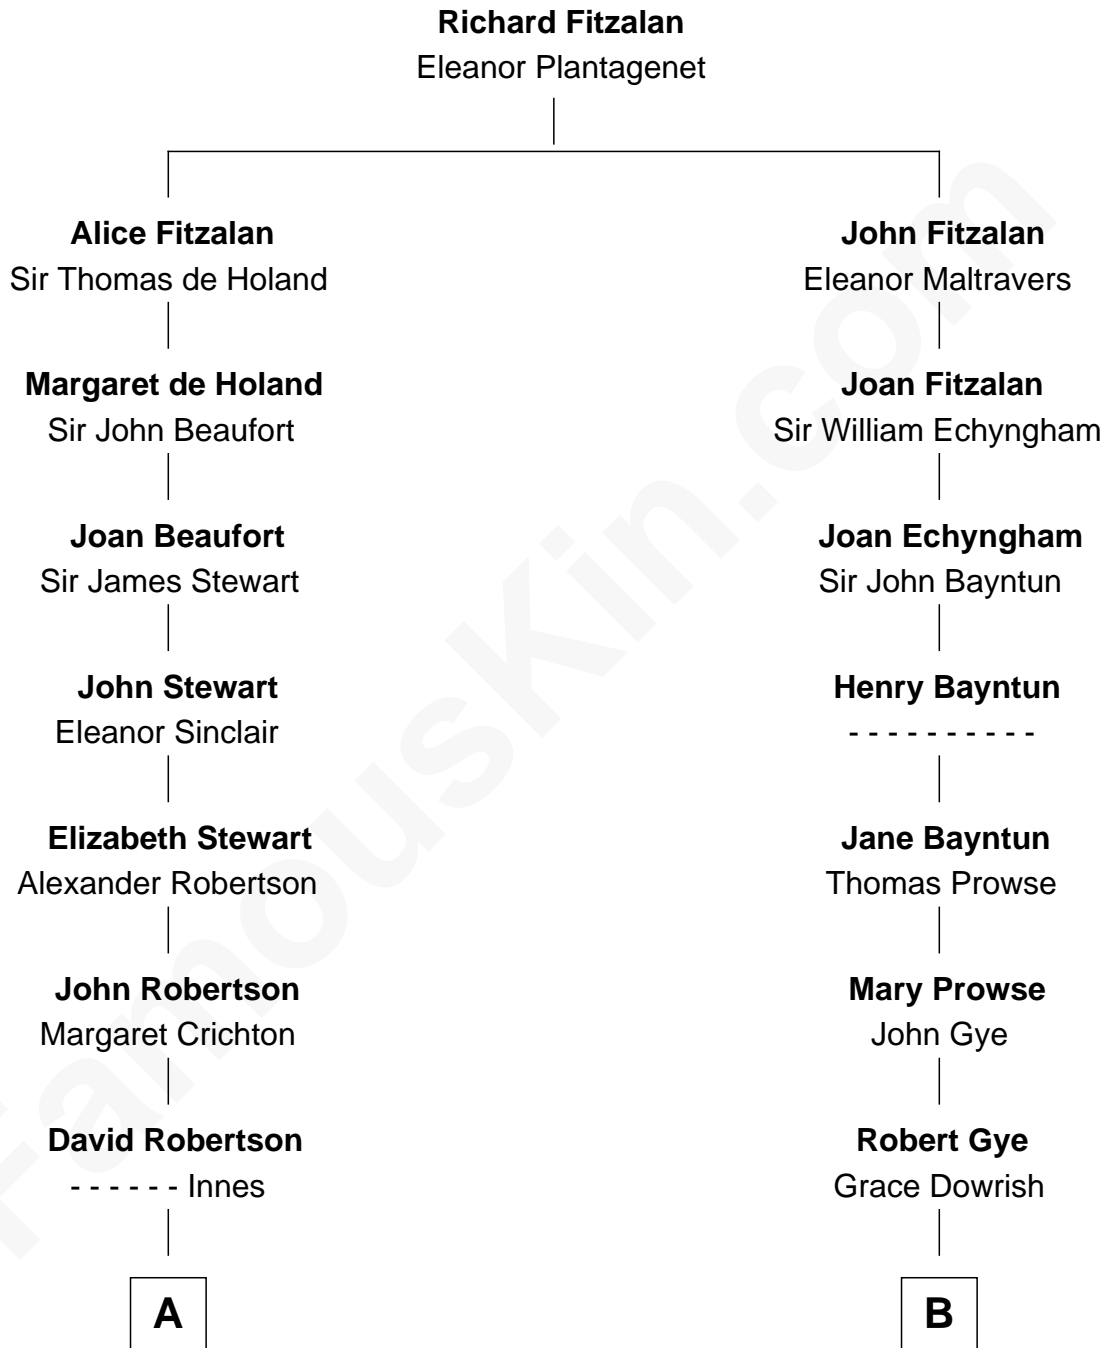 Richard Fitzalan
Eleanor Plantagenet
Alice Fitzalan
Sir Thomas de Holand
John Fitzalan
Eleanor Maltravers
Margaret de Holand
Sir John Beaufort
Joan Fitzalan
Sir William Echyngham
Joan Beaufort
Sir James Stewart
Joan Echyngham
Sir John Bayntun
John Stewart
Eleanor Sinclair
Henry Bayntun
- - - - - - - - - -
Elizabeth Stewart
Alexander Robertson
Jane Bayntun
Thomas Prowse
John Robertson
Margaret Crichton
Mary Prowse
John Gye
David Robertson
- - - - - - Innes
Robert Gye
Grace Dowrish
A
B
FamousKin.com